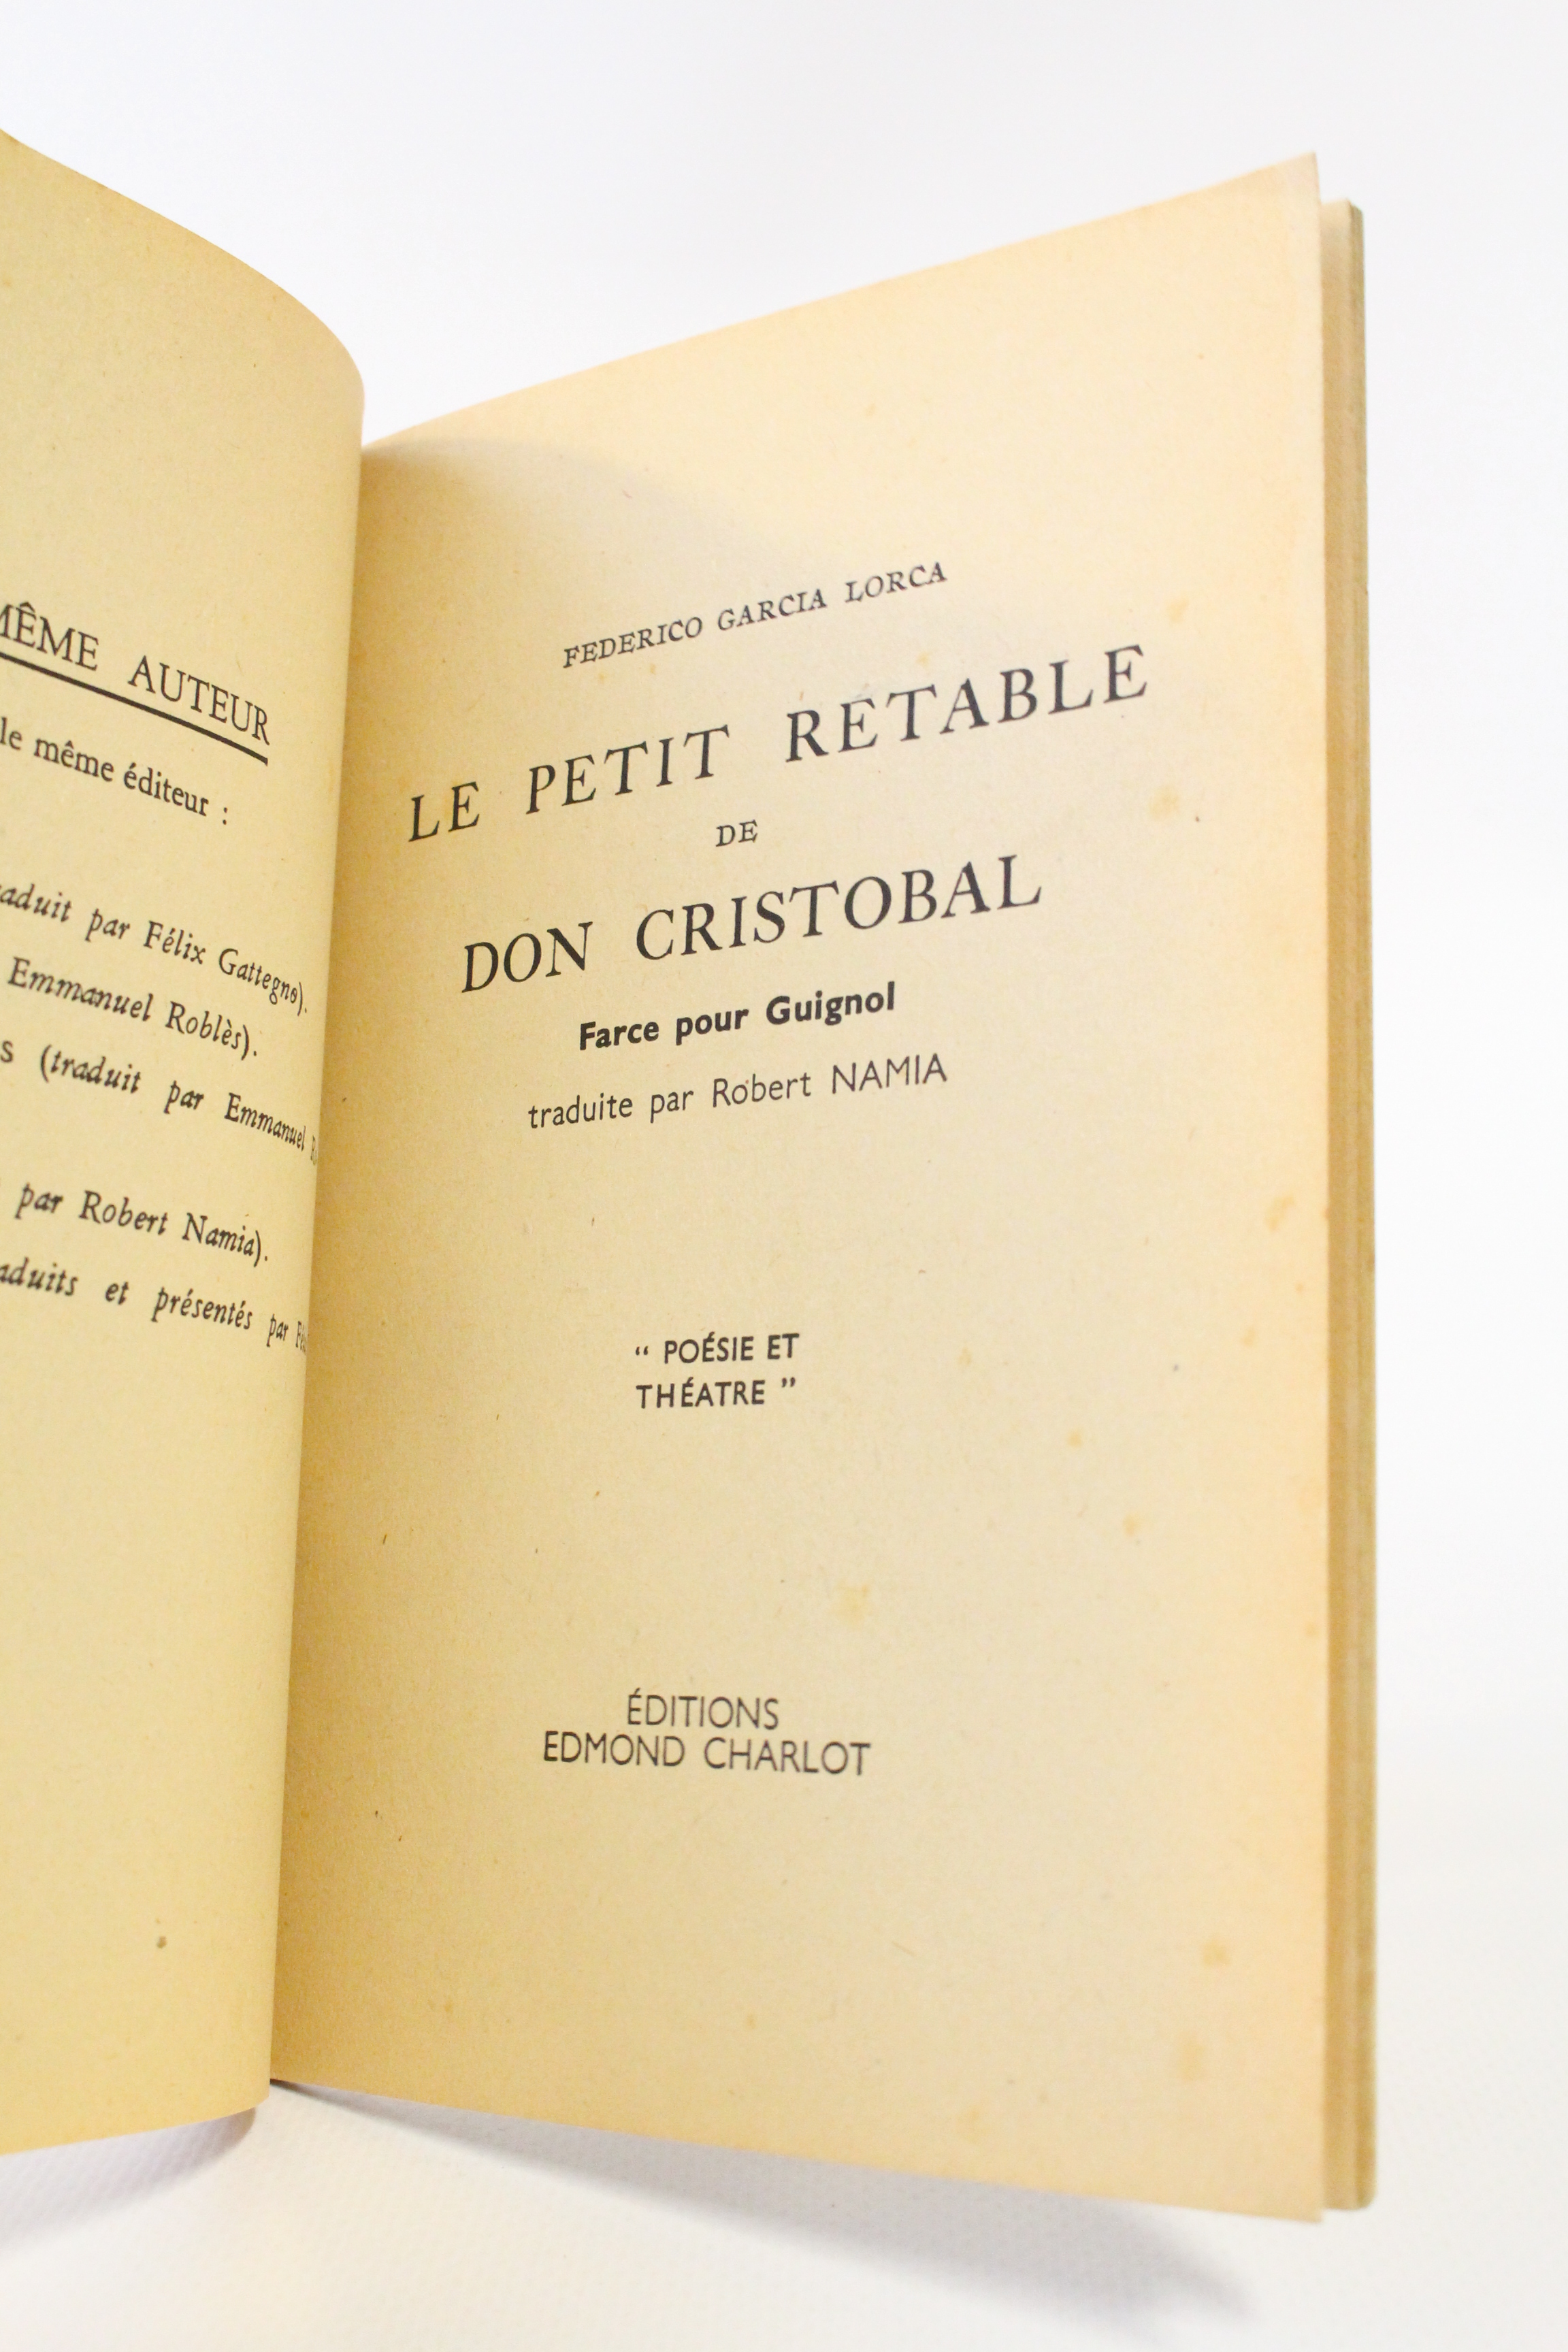 MÊME AUTEUR
le même éditeur :
par Félix Gattegno).
Emmanuel Roblès).
(traduit par Emmanuel
par Robert Namia).
et présentés par
FEDERICO GARCIA LORCA
LE PETIT RETABLE
DE
DON CRISTOBAL
Farce pour Guignol
traduite par Robert NAMIA
“ POÉSIE ET
THÉATRE ”
ÉDITIONS
EDMOND CHARLOT